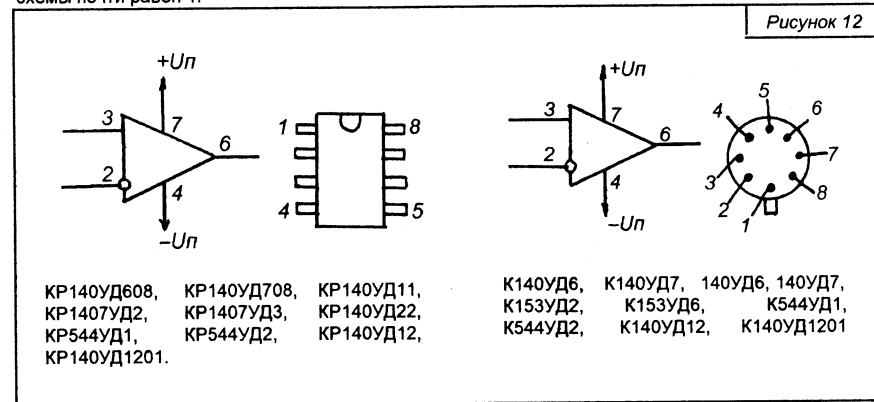 Рисунок 12
+Uп
3
7
6
2
4
–Uп
1
8
4
5
+Uп
3
7
6
2
4
–Uп
5
4
6
3
7
2
8
1
КР140УД608, КР140УД708, КР140УД11,
КР1407УД2, КР1407УД3, КР140УД22,
КР544УД1, КР544УД2, КР140УД12,
КР140УД1201.
К140УД6, К140УД7, 140УД6, 140УД7,
К153УД2, К153УД6, К544УД1,
К544УД2, К140УД12, К140УД1201